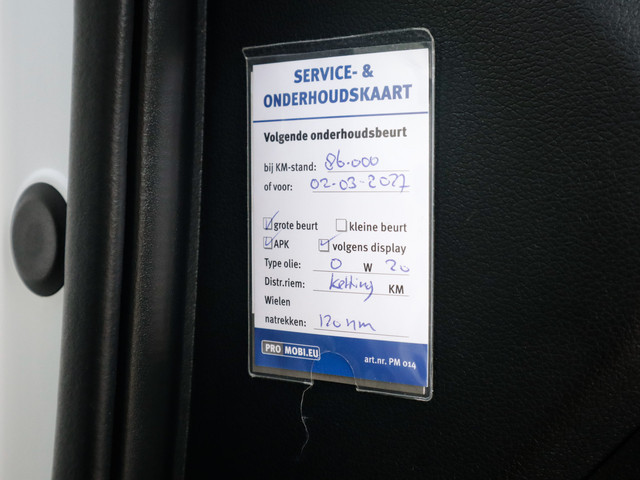 SERVICE- &
ONDERHOUDSKAART
Volgende onderhoudsbeurt
bij KM-stand: 86.000
of voor: 02-03-2027
grote beurt kleine beurt
APK volgens display
Type olie: 0 W 20
Distr.riem: ketting KM
Wielen
natrekken: 120 nm
PRO MOBI.EU
art.nr. PM 014